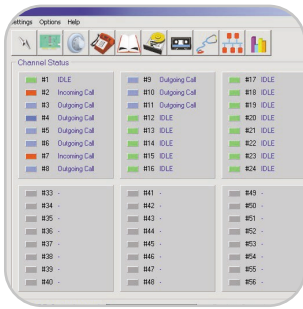 ettings Options Help
Channel Status
#1 IDLE
#2 Incoming Call
#3 Outgoing Call
#4 Outgoing Call
#5 Outgoing Call
#6 Outgoing Call
#7 Incoming Call
#8 Outgoing Call
#9 Outgoing Call
#10 Outgoing Call
#11 Outgoing Call
#12 IDLE
#13 IDLE
#14 IDLE
#15 IDLE
#16 IDLE
#17 IDLE
#18 IDLE
#19 IDLE
#20 IDLE
#21 IDLE
#22 IDLE
#23 IDLE
#24 IDLE
#33 -
#34 -
#35 -
#36 -
#37 -
#38 -
#39 -
#40 -
#41 -
#42 -
#43 -
#44 -
#45 -
#46 -
#47 -
#48 -
#49 -
#50 -
#51 -
#52 -
#53 -
#54 -
#55 -
#56 -